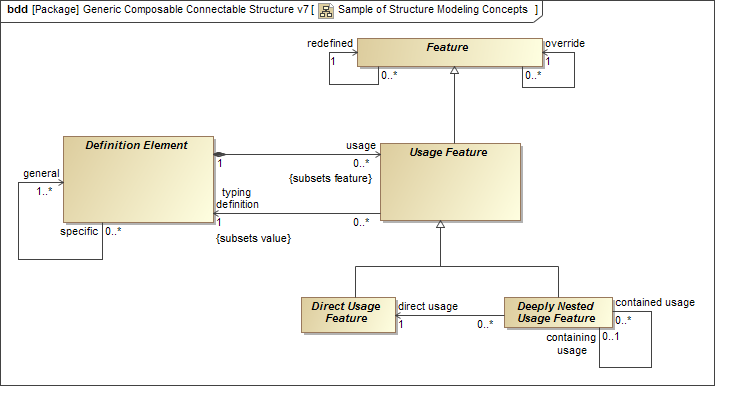 bdd [Package] Generic Composable Connectable Structure v7 [ Sample of Structure Modeling Concepts ]
redefined
Feature
override
1
1
0..*
0..*
Definition Element
usage
Usage Feature
1
0..*
general
{subsets feature}
1..*
typing
definition
1
0..*
specific
0..*
{subsets value}
Direct Usage
Feature
direct usage
Deeply Nested
Usage Feature
contained usage
1
0..*
0..*
containing
usage
0..1